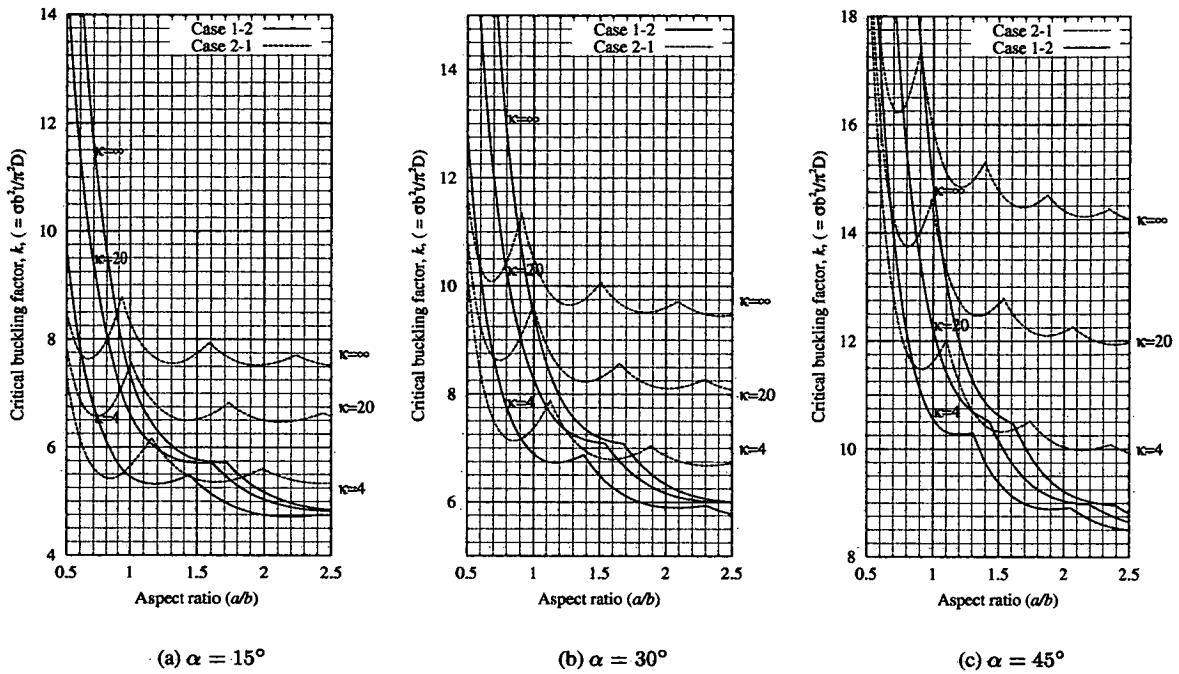 14
12
10
8
6
4
Critical buckling factor, k, ( = σb²t/π²D)
Case 1-2
Case 2-1
κ=∞
κ=20
κ=4
κ=∞
κ=20
κ=4
0.5 1 1.5 2 2.5
Aspect ratio (a/b)
(a) α = 15°
14
12
10
8
6
Critical buckling factor, k, ( = σb²t/π²D)
Case 1-2
Case 2-1
κ=∞
κ=20
κ=4
κ=∞
κ=20
κ=4
0.5 1 1.5 2 2.5
Aspect ratio (a/b)
(b) α = 30°
18
16
14
12
10
8
Critical buckling factor, k, ( = σb²t/π²D)
Case 2-1
Case 1-2
κ=∞
κ=20
κ=4
κ=∞
κ=20
κ=4
0.5 1 1.5 2 2.5
Aspect ratio (a/b)
(c) α = 45°